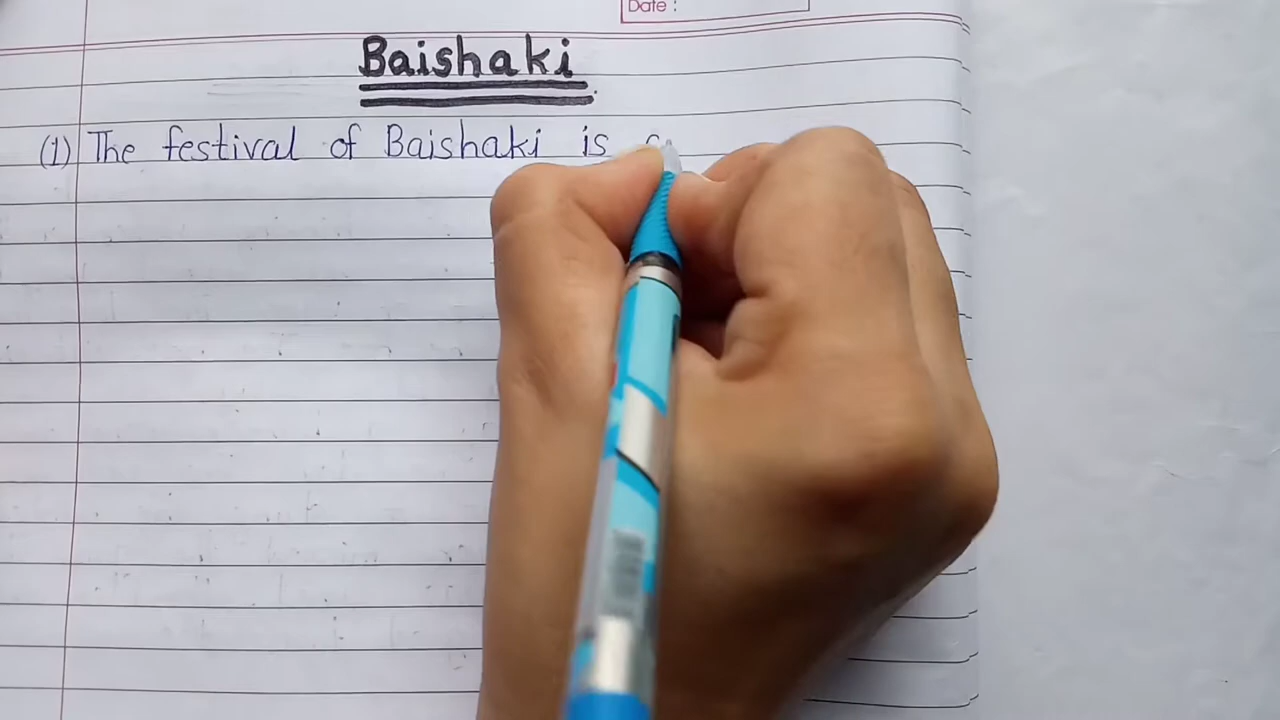 Date :
Baishaki
(1) The festival of Baishaki is